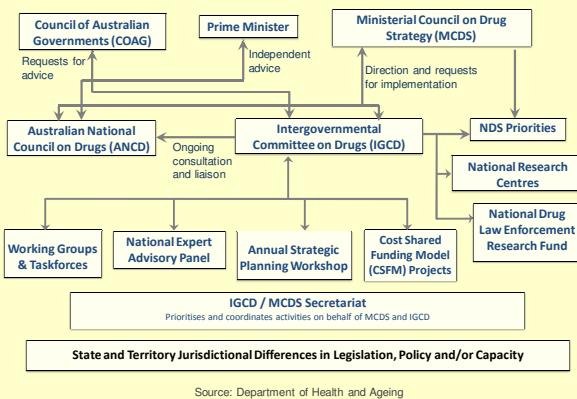 Council of Australian
Governments (COAG)
Prime Minister
Ministerial Council on Drug
Strategy (MCDS)
Requests for
advice
Independent
advice
Direction and requests
for implementation
Australian National
Council on Drugs (ANCD)
Ongoing
consultation
and liaison
Intergovernmental
Committee on Drugs (IGCD)
NDS Priorities
National Research
Centres
National Drug
Law Enforcement
Research Fund
Working Groups
& Taskforces
National Expert
Advisory Panel
Annual Strategic
Planning Workshop
Cost Shared
Funding Model
(CSFM) Projects
IGCD / MCDS Secretariat
Prioritises and coordinates activities on behalf of MCDS and IGCD
State and Territory Jurisdictional Differences in Legislation, Policy and/or Capacity
Source: Department of Health and Ageing